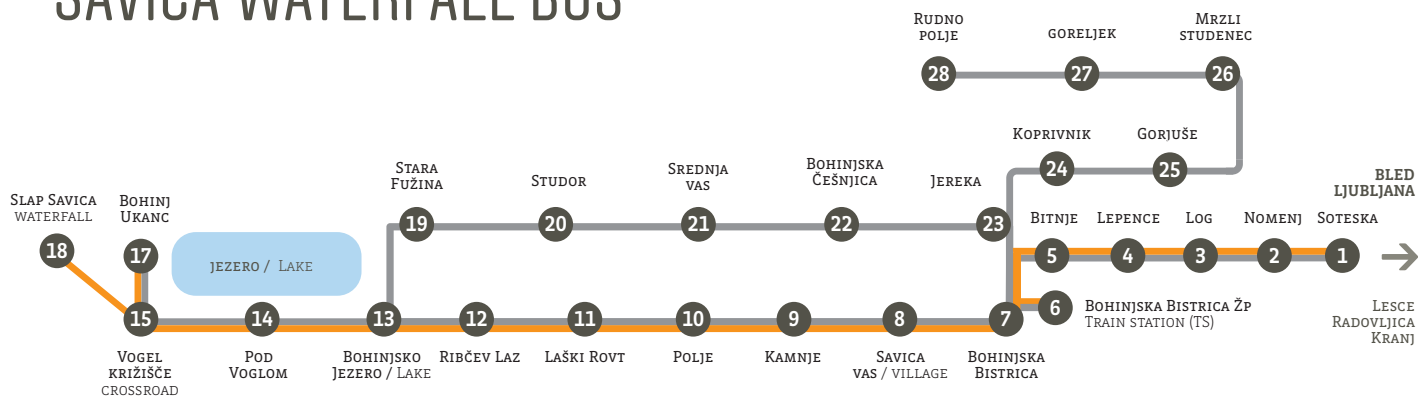 SAVICA WATERFALL BUS
RUDNO
POLJE
GORELJEK
MRZLI
STUDENEC
28
27
26
KOPRIVNIK
GORJUŠE
24
25
STARA
FUŽINA
STUDOR
SREDNJA
VAS
BOHINJSKA
ČEŠNJICA
JEREKA
19
20
21
22
23
BLED
LJUBLJANA
SLAP SAVICA
WATERFALL
BOHINJ
UKANC
18
17
JEZERO / LAKE
BITNJE
LEPENCE
LOG
NOMENJ
SOTESKA
5
4
3
2
1
→
6
BOHINJSKA BISTRICA ŽP
TRAIN STATION (TS)
LESCE
RADOVLJICA
KRANJ
15
14
13
12
11
10
9
8
7
VOGEL
KRIŽIŠČE
CROSSROAD
POD
VOGLOM
BOHINJSKO
JEZERO / LAKE
RIBČEV LAZ
LAŠKI ROVT
POLJE
KAMNJE
SAVICA
VAS / VILLAGE
BOHINJSKA
BISTRICA